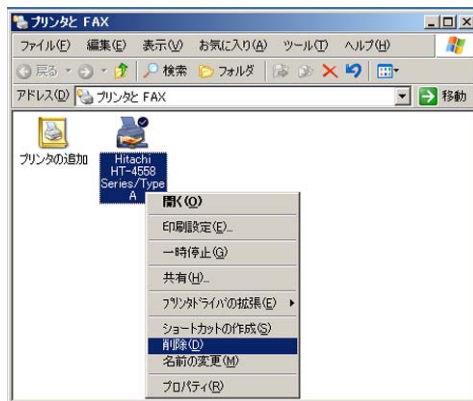 プリンタと FAX
ファイル(F) 編集(E) 表示(V) お気に入り(A) ツール(T) ヘルプ(H)
戻る 検索 フォルダ
アドレス(D) プリンタと FAX 移動
プリンタの追加
Hitachi
HT-4558
Series/Type
A
開く(O)
印刷設定(E)...
一時停止(G)
共有(H)...
プリンタドライバの拡張(E)
ショートカットの作成(S)
削除(D)
名前の変更(M)
プロパティ(R)